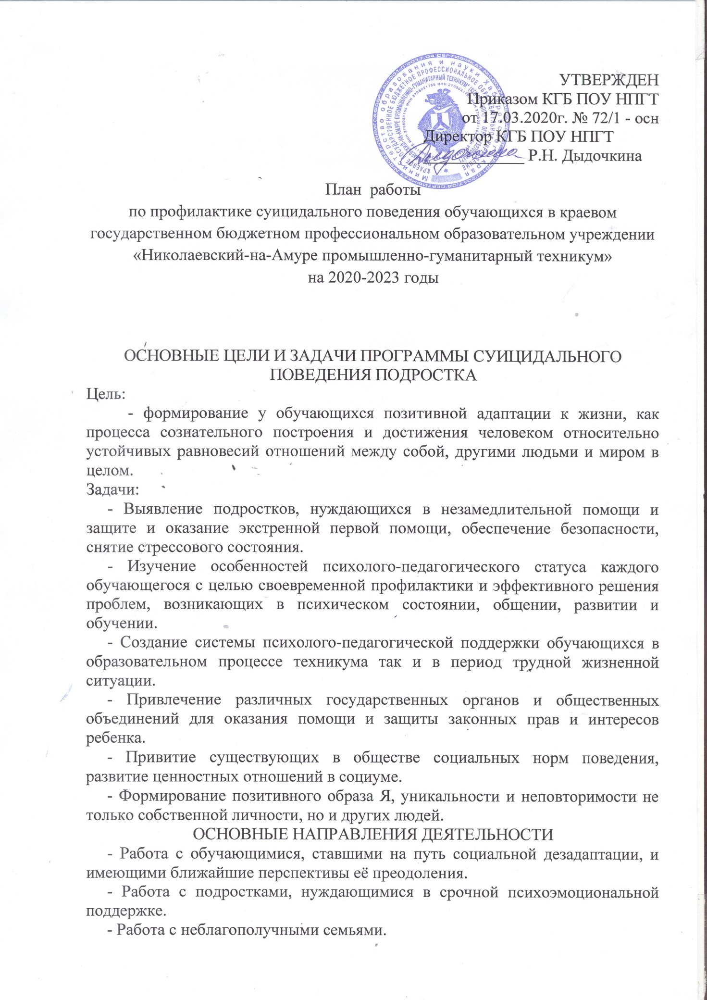 УТВЕРЖДЕН
Приказом КГБ ПОУ НПГТ
от 17.03.2020г. № 72/1 - осн
Директор КГБ ПОУ НПГТ
Р.Н. Дыдочкина
План работы
по профилактике суицидального поведения обучающихся в краевом
государственном бюджетном профессиональном образовательном учреждении
«Николаевский-на-Амуре промышленно-гуманитарный техникум»
на 2020-2023 годы
ОСНОВНЫЕ ЦЕЛИ И ЗАДАЧИ ПРОГРАММЫ СУИЦИДАЛЬНОГО
ПОВЕДЕНИЯ ПОДРОСТКА
Цель:
- формирование у обучающихся позитивной адаптации к жизни, как
процесса сознательного построения и достижения человеком относительно
устойчивых равновесий отношений между собой, другими людьми и миром в
целом.
Задачи:
- Выявление подростков, нуждающихся в незамедлительной помощи и
защите и оказание экстренной первой помощи, обеспечение безопасности,
снятие стрессового состояния.
- Изучение особенностей психолого-педагогического статуса каждого
обучающегося с целью своевременной профилактики и эффективного решения
проблем, возникающих в психическом состоянии, общении, развитии и
обучении.
- Создание системы психолого-педагогической поддержки обучающихся в
образовательном процессе техникума так и в период трудной жизненной
ситуации.
- Привлечение различных государственных органов и общественных
объединений для оказания помощи и защиты законных прав и интересов
ребенка.
- Привитие существующих в обществе социальных норм поведения,
развитие ценностных отношений в социуме.
- Формирование позитивного образа Я, уникальности и неповторимости не
только собственной личности, но и других людей.
ОСНОВНЫЕ НАПРАВЛЕНИЯ ДЕЯТЕЛЬНОСТИ
- Работа с обучающимися, ставшими на путь социальной дезадаптации, и
имеющими ближайшие перспективы её преодоления.
- Работа с подростками, нуждающимися в срочной психоэмоциональной
поддержке.
- Работа с неблагополучными семьями.